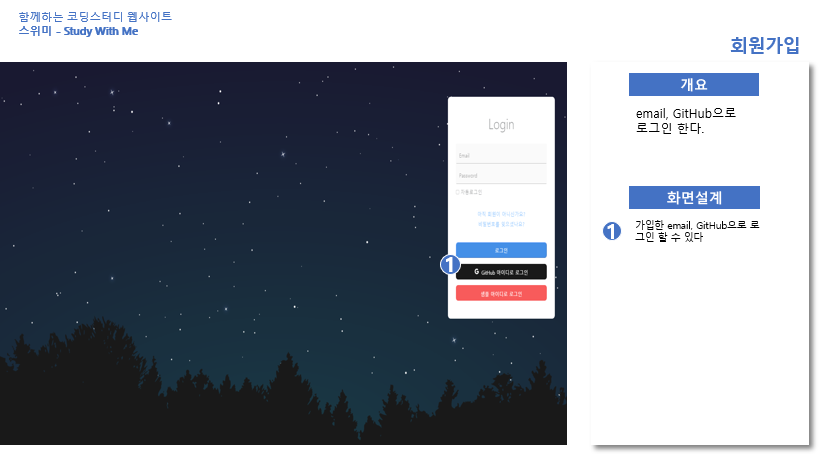 함께하는 코딩스터디 웹사이트
스위미 – Study With Me
회원가입
Login
Email
Password
자동로그인
아직 회원이 아니신가요?
비밀번호를 잊으셨나요?
로그인
1
G GitHub 아이디로 로그인
샘플 아이디로 로그인
개요
email, GitHub으로
로그인 한다.
화면설계
1
가입한 email, GitHub으로 로
그인 할 수 있다